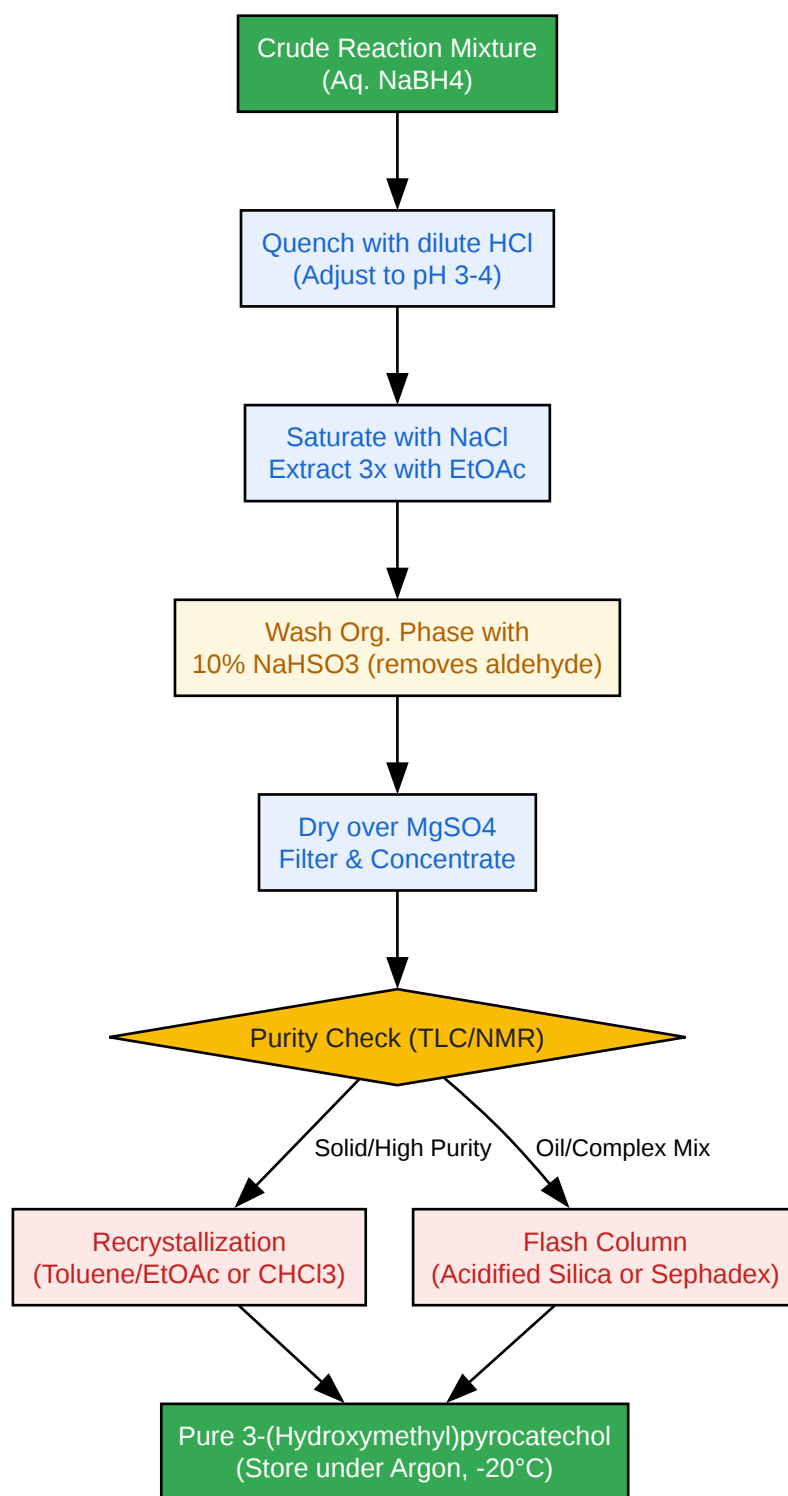 Crude Reaction Mixture
(Aq. NaBH4)
Quench with dilute HCl
(Adjust to pH 3-4)
Saturate with NaCl
Extract 3x with EtOAc
Wash Org. Phase with
10% NaHSO3 (removes aldehyde)
Dry over MgSO4
Filter & Concentrate
Purity Check (TLC/NMR)
Solid/High Purity
Oil/Complex Mix
Recrystallization
(Toluene/EtOAc or CHCl3)
Flash Column
(Acidified Silica or Sephadex)
Pure 3-(Hydroxymethyl)pyrocatechol
(Store under Argon, -20°C)